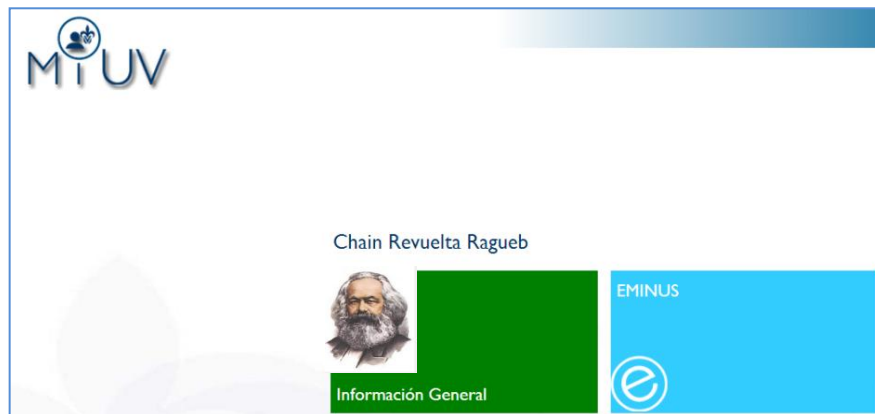 MiUV
Chain Revuelta Ragueb
EMINUS
Información General
e